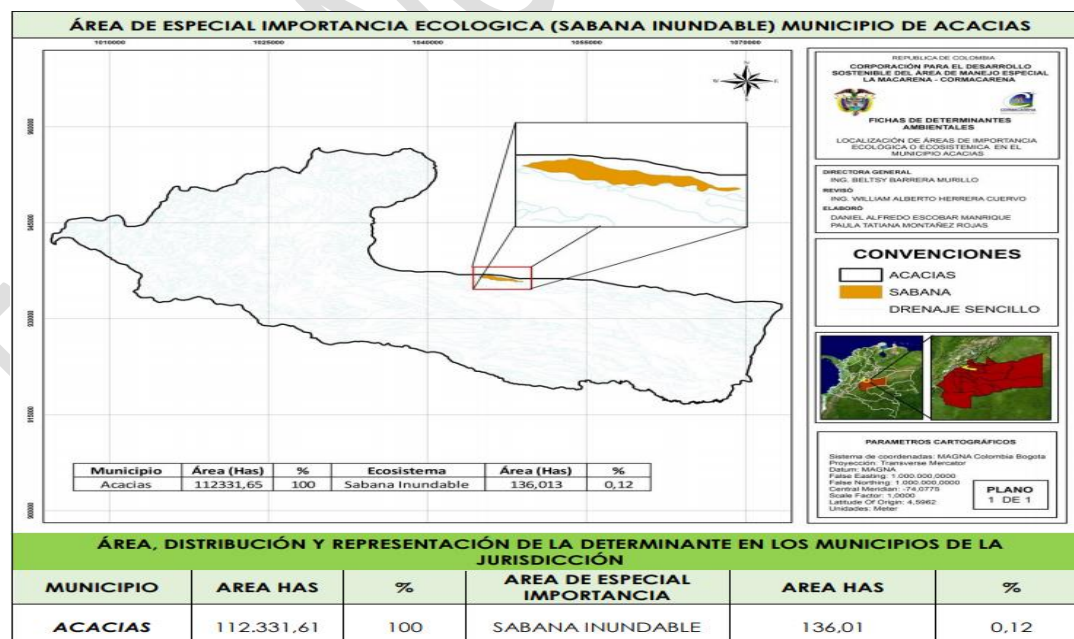 ÁREA DE ESPECIAL IMPORTANCIA ECOLOGICA (SABANA INUNDABLE) MUNICIPIO DE ACACIAS
1010000 1025000 1040000 1055000 1070000
W E
960000
945000
930000
915000
900000
Municipio Área (Has) % Ecosistema Área (Has) %
Acacias 112331,65 100 Sabana Inundable 136,013 0,12
REPUBLICA DE COLOMBIA
CORPORACIÓN PARA EL DESARROLLO
SOSTENIBLE DEL ÁREA DE MANEJO ESPECIAL
LA MACARENA - CORMACARENA
CORMACARENA
FICHAS DE DETERMINANTES
AMBIENTALES
LOCALIZACIÓN DE ÁREAS DE IMPORTANCIA
ECOLÓGICA O ECOSISTEMICA EN EL
MUNICIPIO ACACIAS
DIRECTORA GENERAL
ING. BELTSY BARRERA MURILLO
REVISÓ
ING. WILLIAM ALBERTO HERRERA CUERVO
ELABORÓ
DANIEL ALFREDO ESCOBAR MANRIQUE
PAULA TATIANA MONTAÑEZ ROJAS
CONVENCIONES
ACACIAS
SABANA
DRENAJE SENCILLO
PARAMETROS CARTOGRÁFICOS
Sistema de coordenadas: MAGNA Colombia Bogota
Proyección: Transverse Mercator
Datum: MAGNA
False Easting: 1.000.000,0000
False Northing: 1.000.000,0000
Central Meridian: -74,0775
Scale Factor: 1,0000
Latitude Of Origin: 4,5962
Unidades: Meter
PLANO
1 DE 1
ÁREA, DISTRIBUCIÓN Y REPRESENTACIÓN DE LA DETERMINANTE EN LOS MUNICIPIOS DE LA
JURISDICCIÓN
MUNICIPIO AREA HAS % AREA DE ESPECIAL IMPORTANCIA AREA HAS %
ACACIAS 112.331,61 100 SABANA INUNDABLE 136,01 0,12